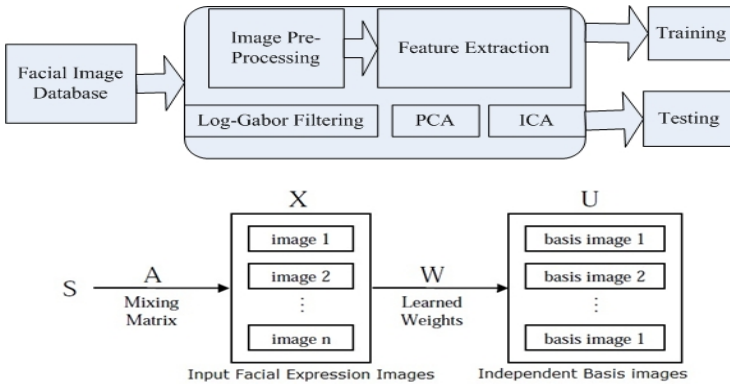 Facial Image
Database
Image Pre-
Processing
Feature Extraction
Log-Gabor Filtering
PCA
ICA
Training
Testing
X
U
image 1
image 2
⋮
image n
basis image 1
basis image 2
⋮
basis image 1
S
A
Mixing
Matrix
W
Learned
Weights
Input Facial Expression Images
Independent Basis images